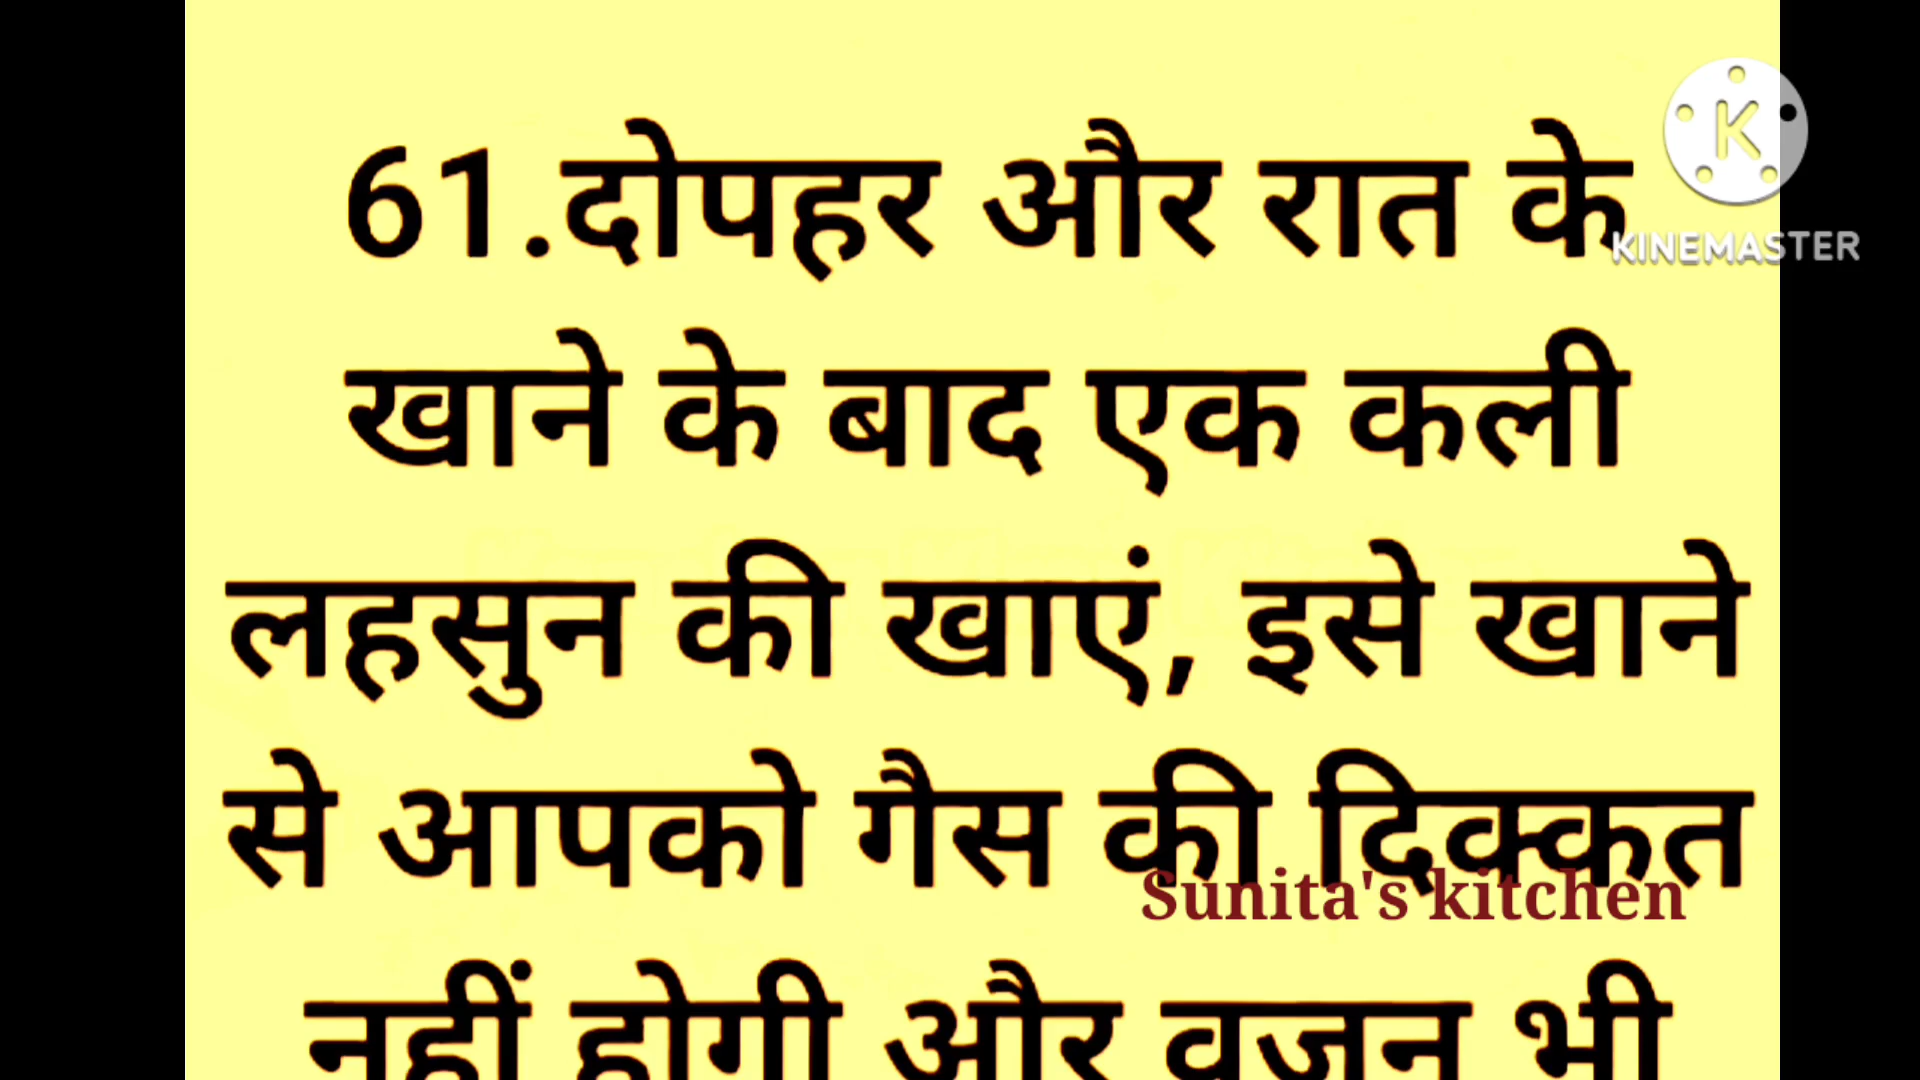 61.दोपहर और रात के
KINEMASTER
खाने के बाद एक कली
लहसुन की खाएं, इसे खाने
से आपको गैस की दिक्कत
Sunita's kitchen
नहीं होगी और वजन भी